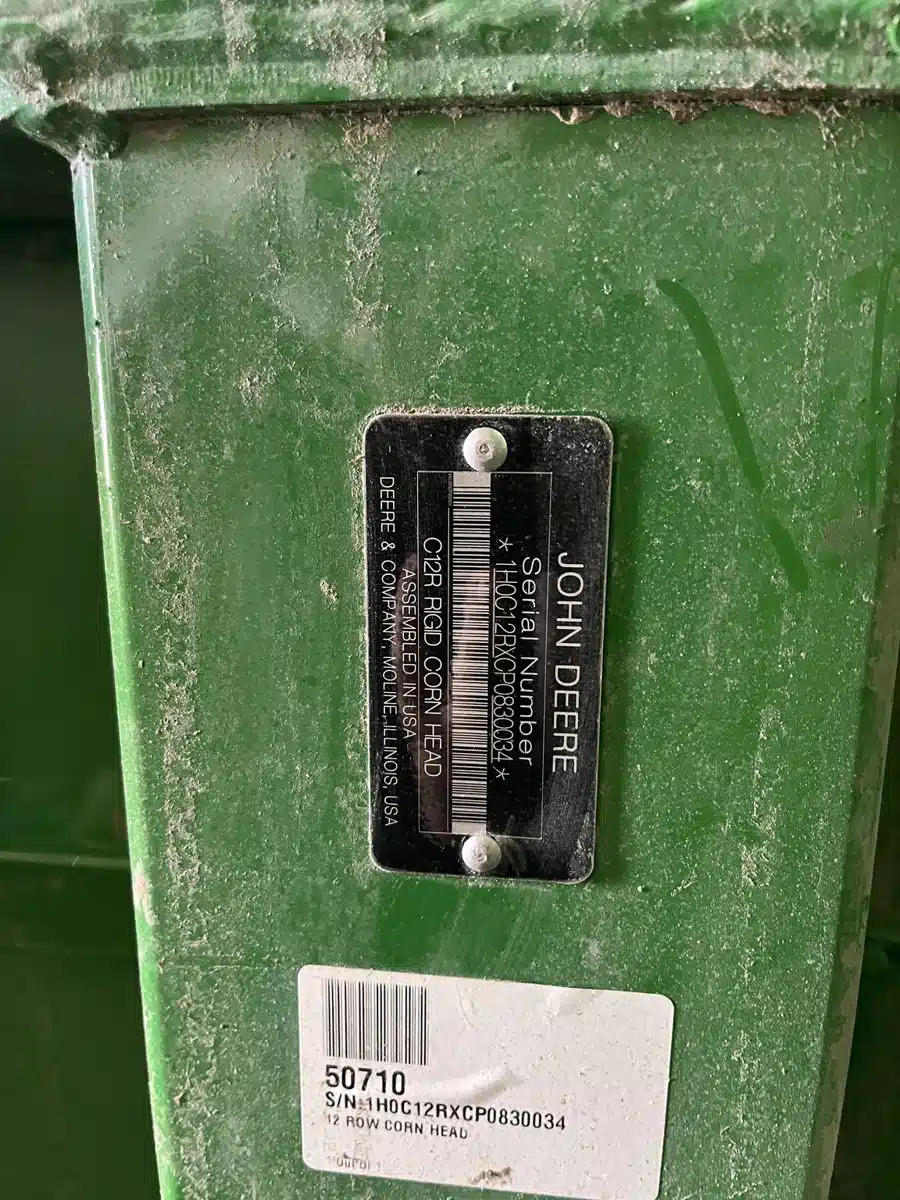 JOHN DEERE
Serial Number
* 1H0C12RXCP0830034 *
C12R RIGID CORN HEAD
ASSEMBLED IN USA
DEERE & COMPANY, MOLINE, ILLINOIS, USA
50710
S/N:1H0C12RXCP0830034
12 ROW CORN HEAD